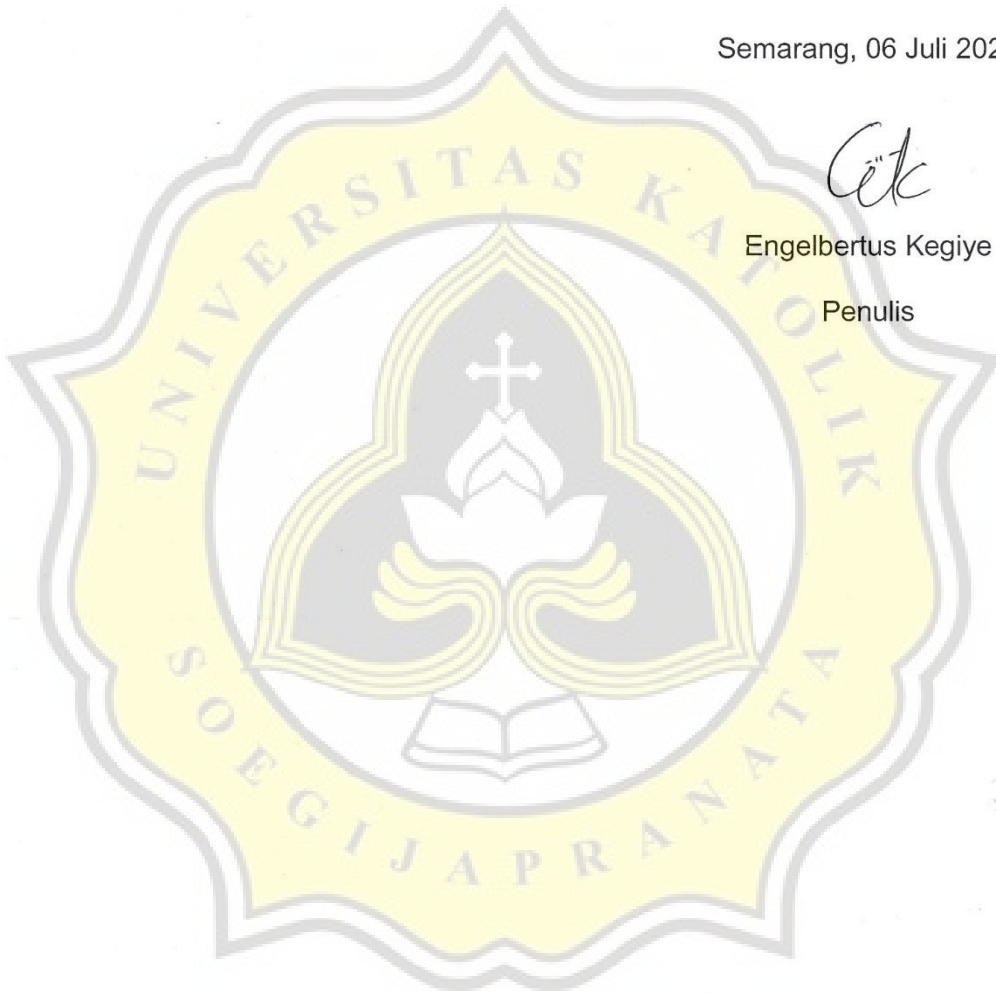 Semarang, 06 Juli 202
Engelbertus Kegiye
Penulis
UNIVERSITAS KATOLIK
SOEGIJAPRANATA